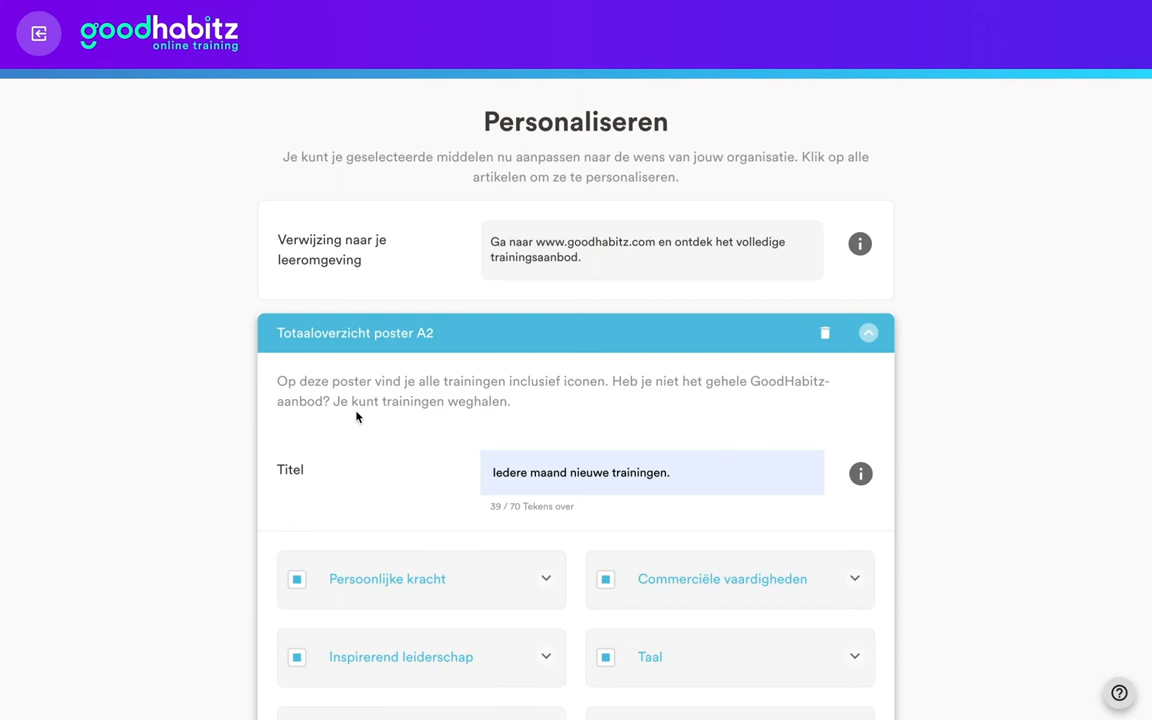 goodhabitz
online training
Personaliseren
Je kunt je geselecteerde middelen nu aanpassen naar de wens van jouw organisatie. Klik op alle
artikelen om ze te personaliseren.
Verwijzing naar je
leeromgeving
Ga naar www.goodhabitz.com en ontdek het volledige
trainingsaanbod.
Totaaloverzicht poster A2
Op deze poster vind je alle trainingen inclusief iconen. Heb je niet het gehele GoodHabitz-
aanbod? Je kunt trainingen weghalen.
Titel
Iedere maand nieuwe trainingen.
39 / 70 Tekens over
Persoonlijke kracht
Commerciële vaardigheden
Inspirerend leiderschap
Taal